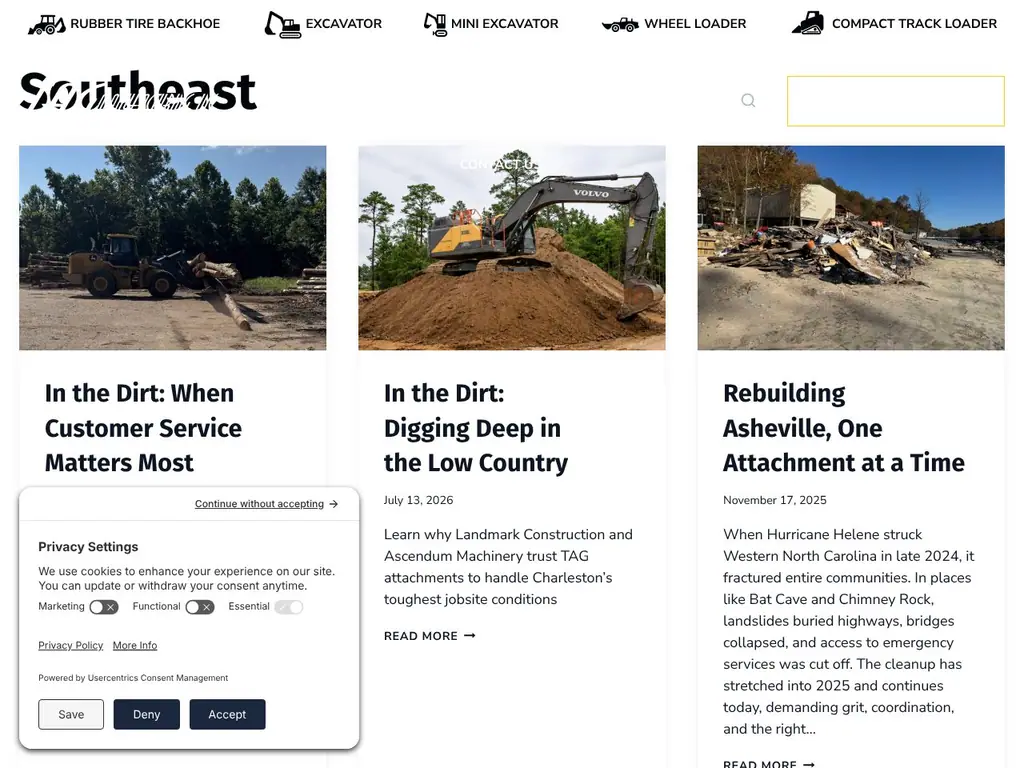 RUBBER TIRE BACKHOE
EXCAVATOR
MINI EXCAVATOR
WHEEL LOADER
COMPACT TRACK LOADER
Southeast
CONTACT US
VOLVO
In the Dirt: When
Customer Service
Matters Most
In the Dirt:
Digging Deep in
the Low Country
July 13, 2026
Learn why Landmark Construction and
Ascendum Machinery trust TAG
attachments to handle Charleston’s
toughest jobsite conditions
READ MORE
Rebuilding
Asheville, One
Attachment at a Time
November 17, 2025
When Hurricane Helene struck
Western North Carolina in late 2024, it
fractured entire communities. In places
like Bat Cave and Chimney Rock,
landslides buried highways, bridges
collapsed, and access to emergency
services was cut off. The cleanup has
stretched into 2025 and continues
today, demanding grit, coordination,
and the right...
READ MORE
Continue without accepting
Privacy Settings
We use cookies to enhance your experience on our site.
You can update or withdraw your consent anytime.
Marketing Functional Essential
Privacy Policy More Info
Powered by Usercentrics Consent Management
Save Deny Accept